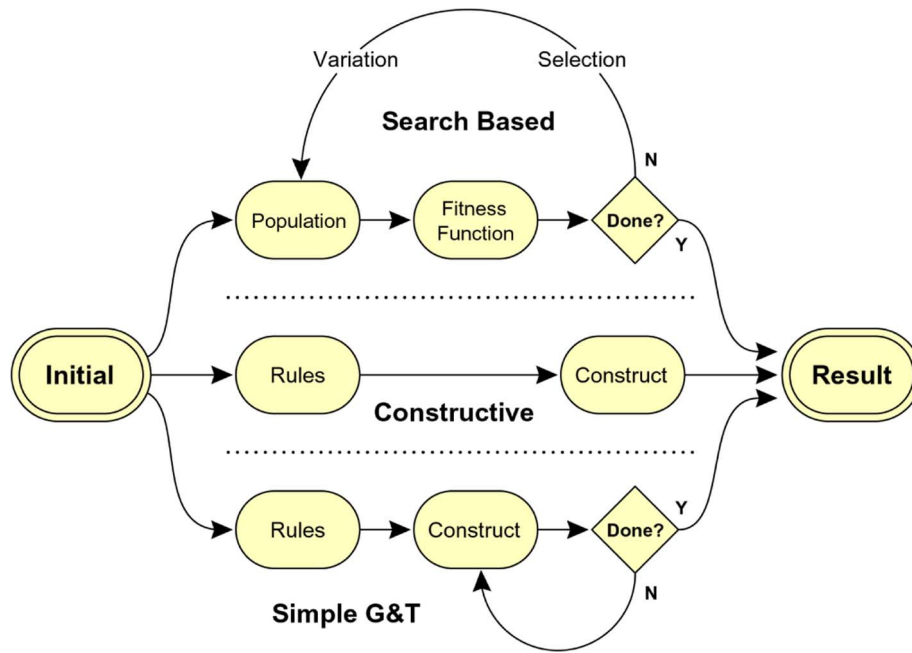 Variation
Selection
Search Based
N
Population
Fitness
Function
Done?
Y
Initial
Rules
Construct
Result
Constructive
Rules
Construct
Done?
Y
N
Simple G&T